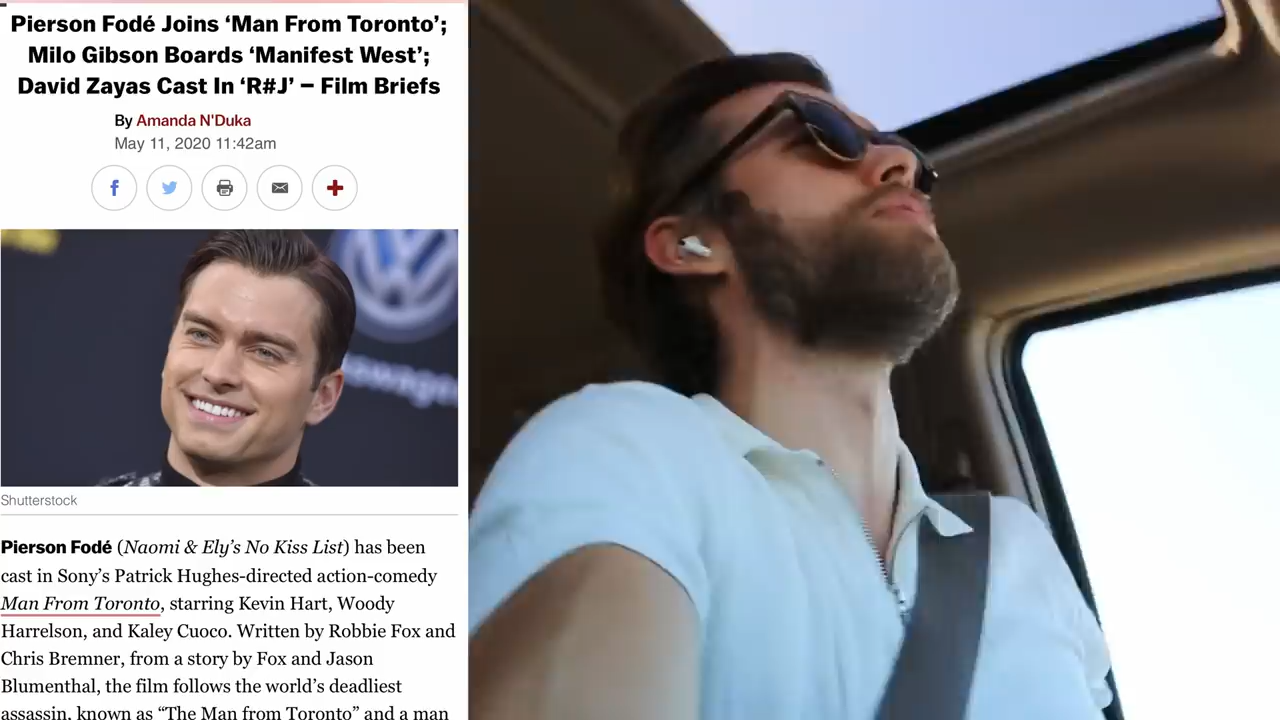 Pierson Fodé Joins ‘Man From Toronto’;
Milo Gibson Boards ‘Manifest West’;
David Zayas Cast In ‘R#J’ – Film Briefs
By Amanda N'Duka
May 11, 2020 11:42am
Shutterstock
Pierson Fodé (Naomi & Ely’s No Kiss List) has been
cast in Sony’s Patrick Hughes-directed action-comedy
Man From Toronto, starring Kevin Hart, Woody
Harrelson, and Kaley Cuoco. Written by Robbie Fox and
Chris Bremner, from a story by Fox and Jason
Blumenthal, the film follows the world’s deadliest
assassin, known as “The Man from Toronto” and a man